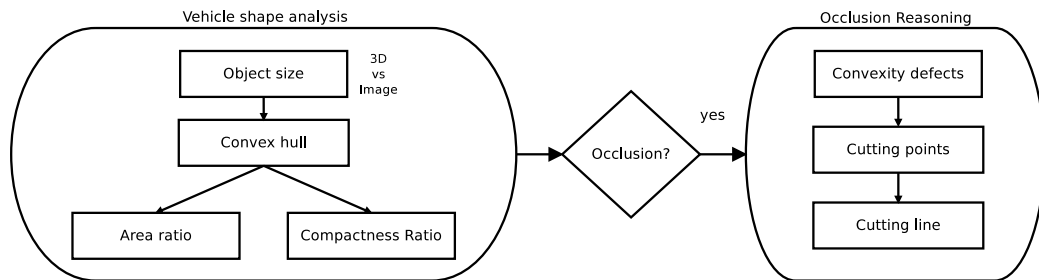 Vehicle shape analysis
Object size
3D
vs
Image
Convex hull
Area ratio
Compactness Ratio
Occlusion?
yes
Occlusion Reasoning
Convexity defects
Cutting points
Cutting line